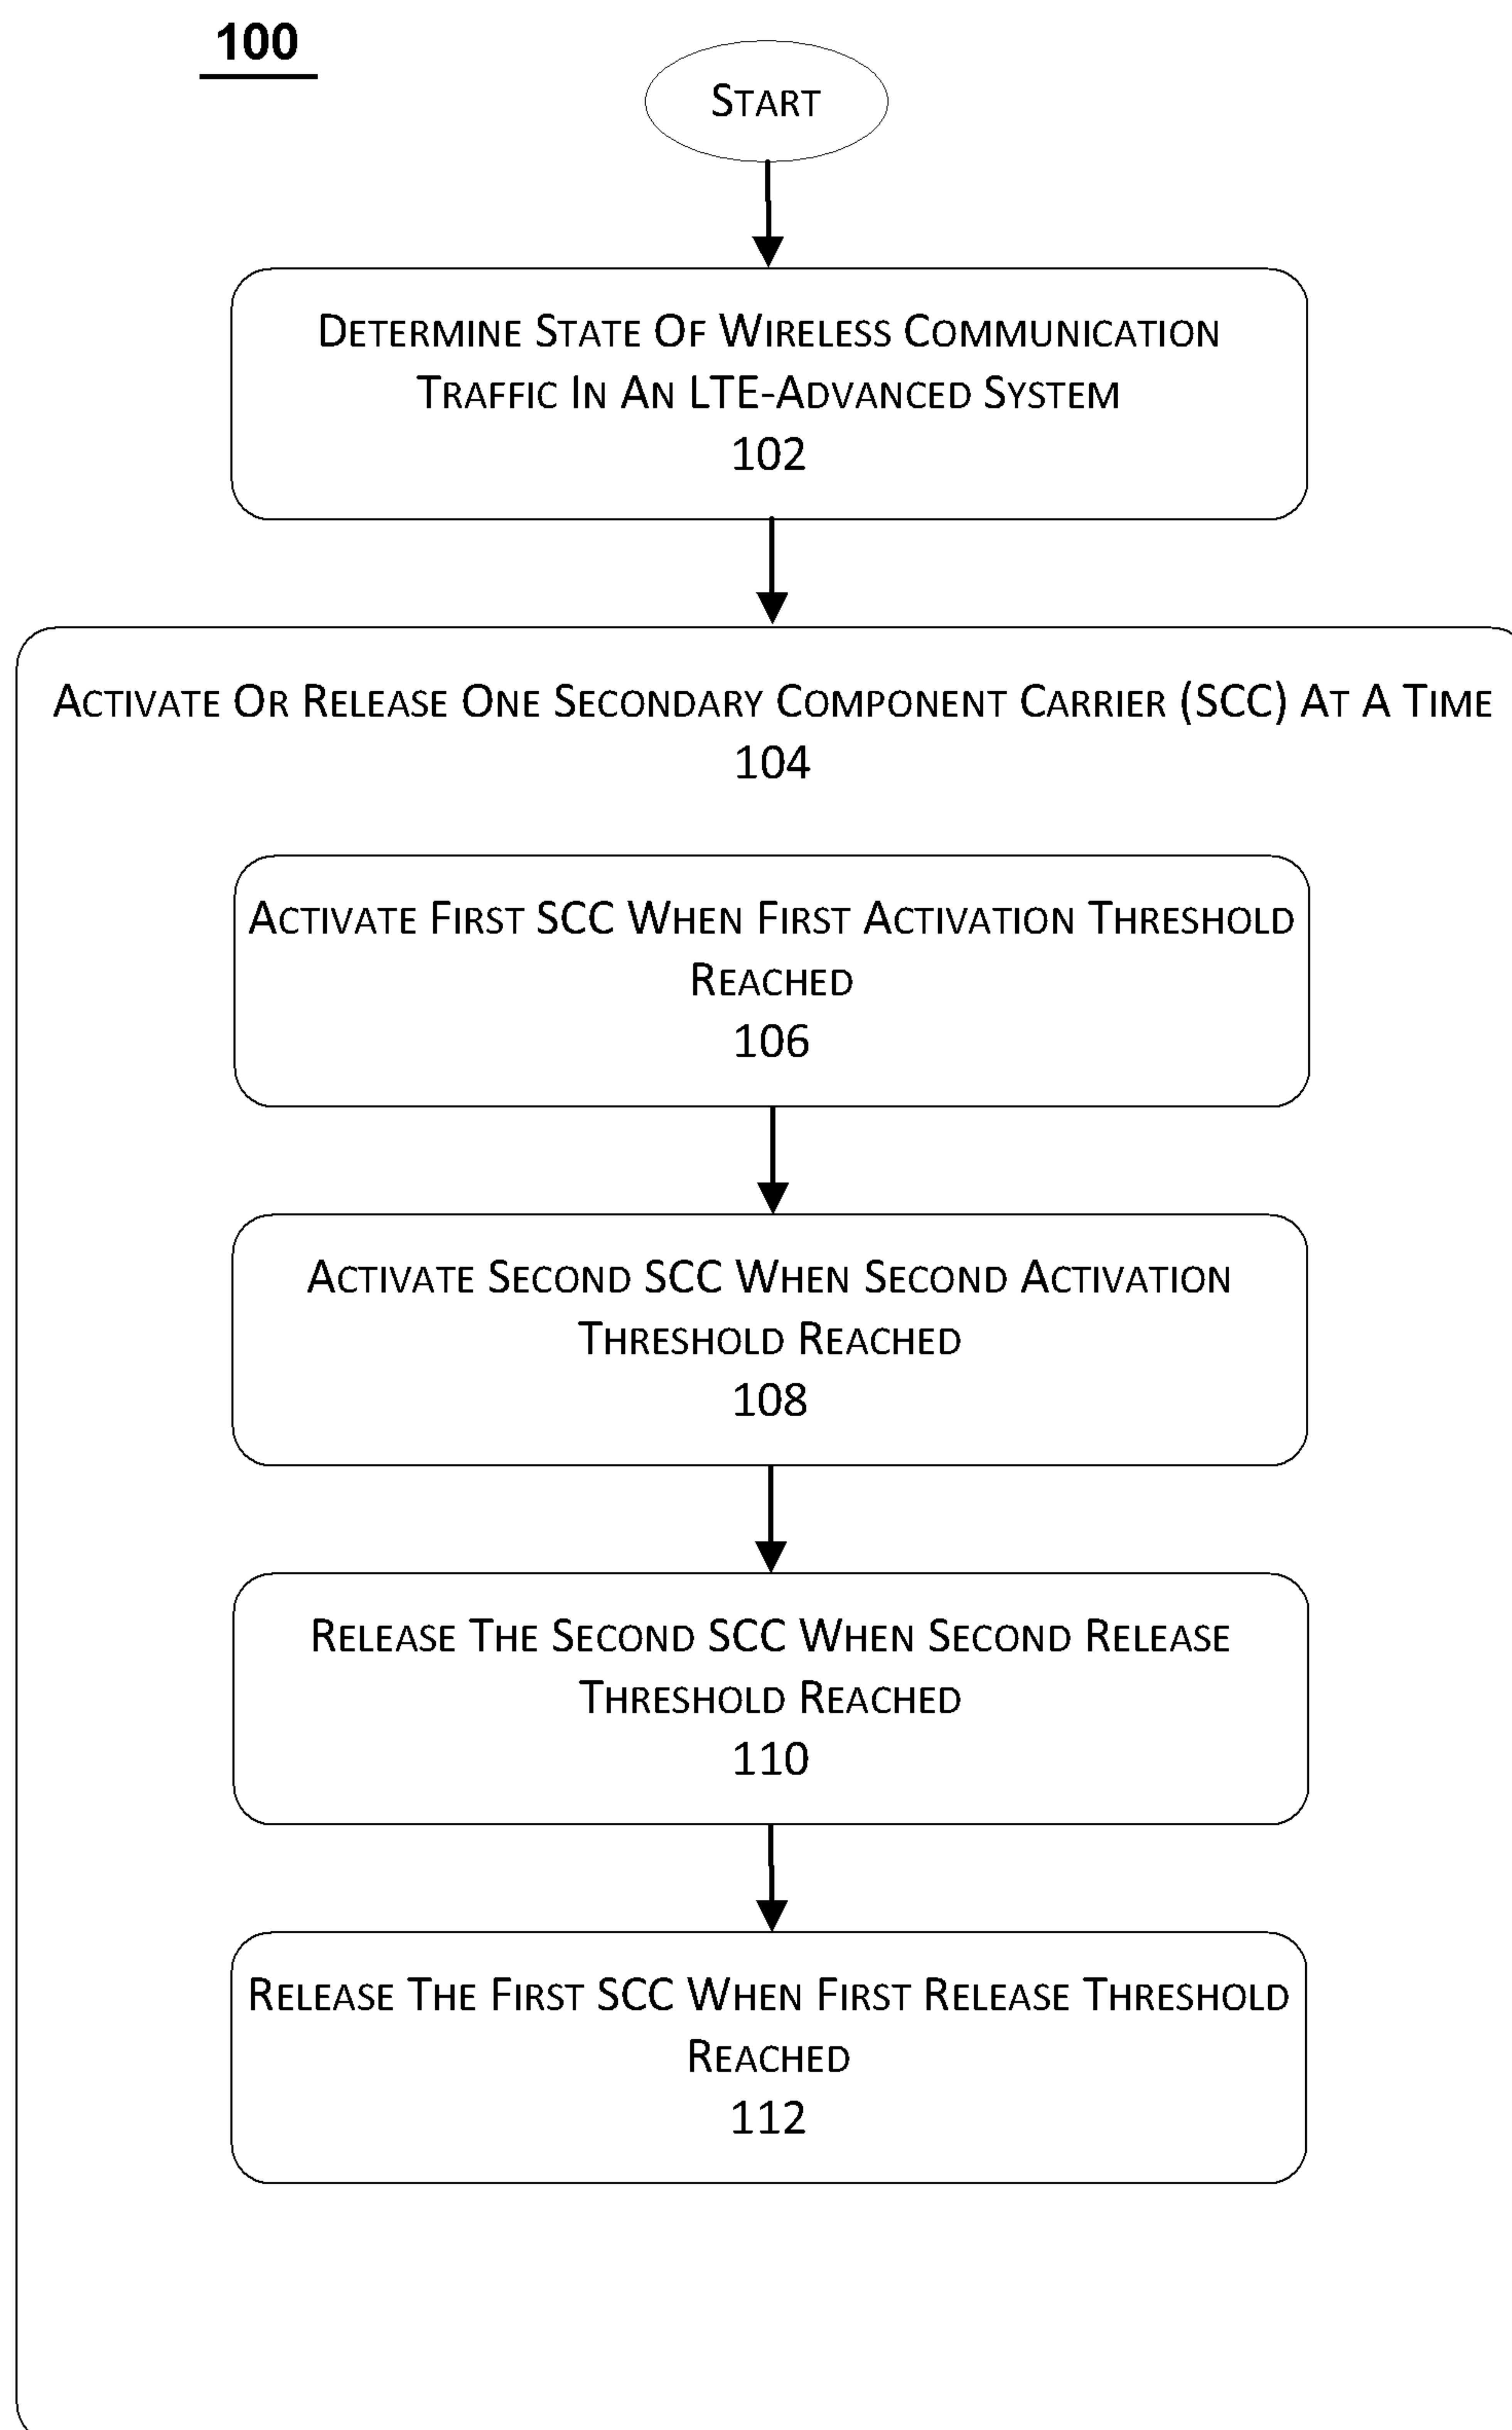 100
Start
Determine State Of Wireless Communication
Traffic In An LTE-Advanced System
102
Activate Or Release One Secondary Component Carrier (SCC) At A Time
104
Activate First SCC When First Activation Threshold
Reached
106
Activate Second SCC When Second Activation
Threshold Reached
108
Release The Second SCC When Second Release
Threshold Reached
110
Release The First SCC When First Release Threshold
Reached
112